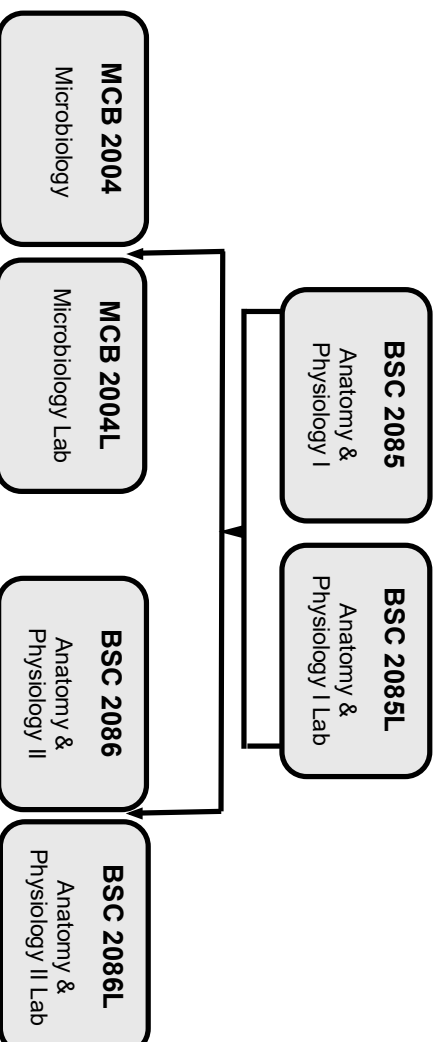 BSC 2085
Anatomy &
Physiology I
BSC 2085L
Anatomy &
Physiology I Lab
MCB 2004
Microbiology
MCB 2004L
Microbiology Lab
BSC 2086
Anatomy &
Physiology II
BSC 2086L
Anatomy &
Physiology II Lab